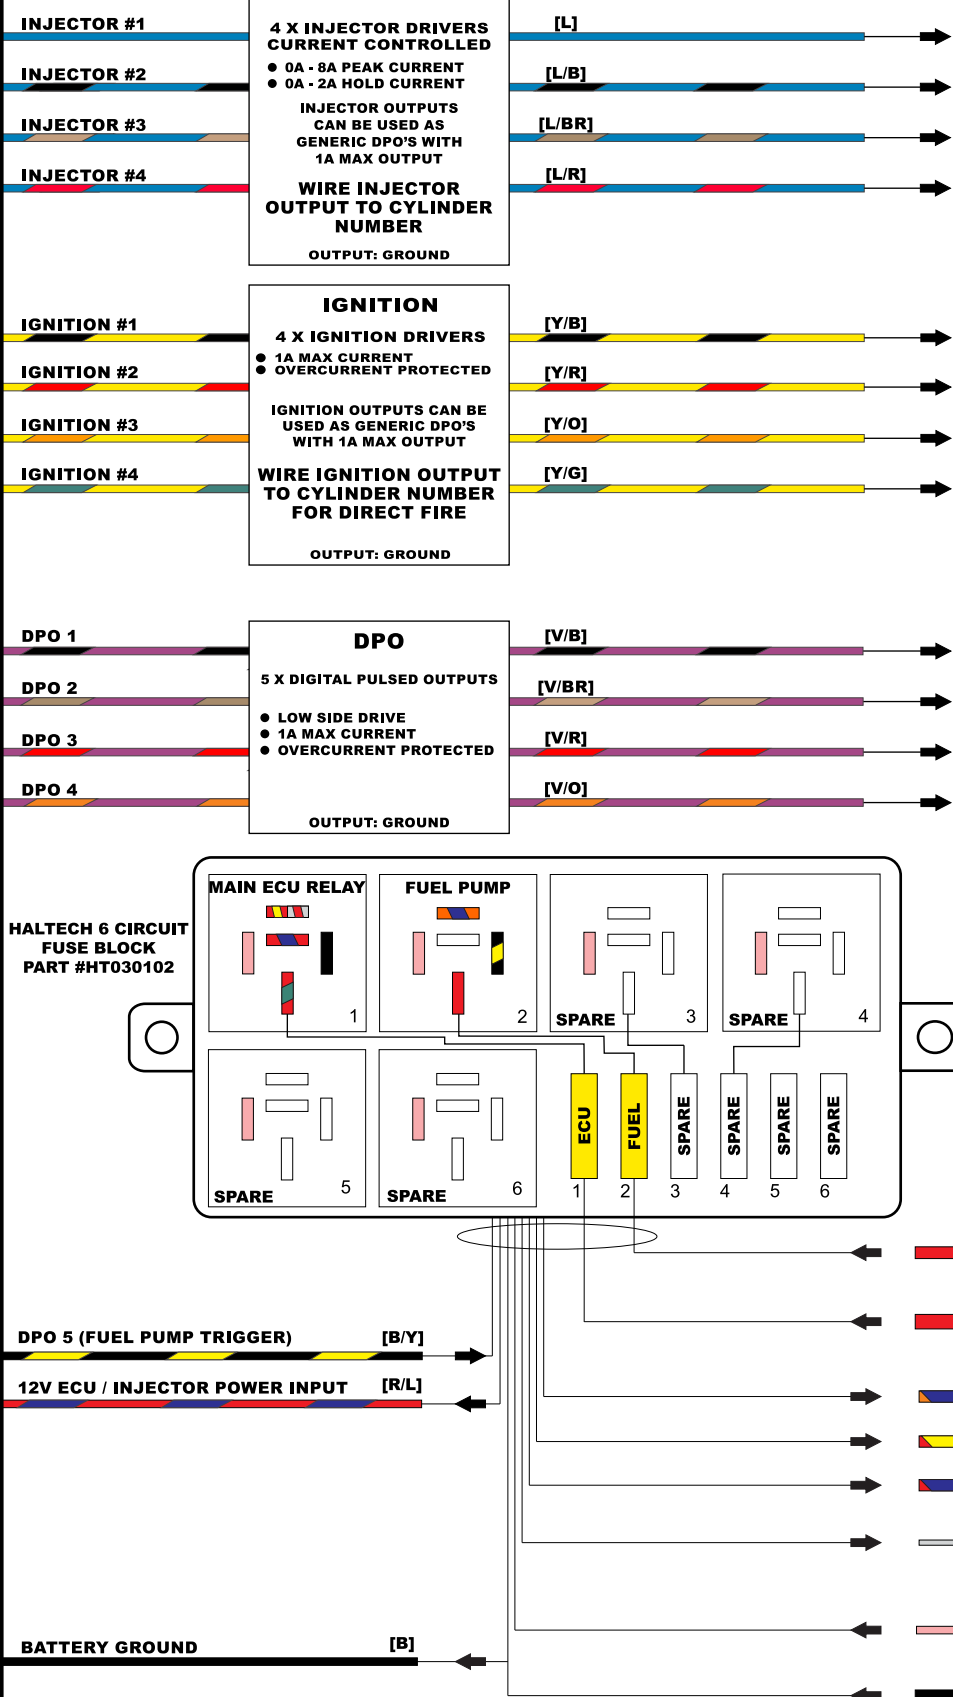 INJECTOR #1
[L]
INJECTOR #2
[L/B]
INJECTOR #3
[L/BR]
INJECTOR #4
[L/R]
4 X INJECTOR DRIVERS
CURRENT CONTROLLED
● 0A - 8A PEAK CURRENT
● 0A - 2A HOLD CURRENT
INJECTOR OUTPUTS
CAN BE USED AS
GENERIC DPO'S WITH
1A MAX OUTPUT
WIRE INJECTOR
OUTPUT TO CYLINDER
NUMBER
OUTPUT: GROUND
IGNITION #1
[Y/B]
IGNITION #2
[Y/R]
IGNITION #3
[Y/O]
IGNITION #4
[Y/G]
IGNITION
4 X IGNITION DRIVERS
● 1A MAX CURRENT
● OVERCURRENT PROTECTED
IGNITION OUTPUTS CAN BE
USED AS GENERIC DPO'S
WITH 1A MAX OUTPUT
WIRE IGNITION OUTPUT
TO CYLINDER NUMBER
FOR DIRECT FIRE
OUTPUT: GROUND
DPO 1
[V/B]
DPO 2
[V/BR]
DPO 3
[V/R]
DPO 4
[V/O]
DPO
5 X DIGITAL PULSED OUTPUTS
● LOW SIDE DRIVE
● 1A MAX CURRENT
● OVERCURRENT PROTECTED
OUTPUT: GROUND
HALTECH 6 CIRCUIT
FUSE BLOCK
PART #HT030102
MAIN ECU RELAY
1
FUEL PUMP
2
SPARE
3
SPARE
4
SPARE
5
SPARE
6
ECU
FUEL
SPARE
SPARE
SPARE
SPARE
1
2
3
4
5
6
DPO 5 (FUEL PUMP TRIGGER)
[B/Y]
12V ECU / INJECTOR POWER INPUT
[R/L]
BATTERY GROUND
[B]